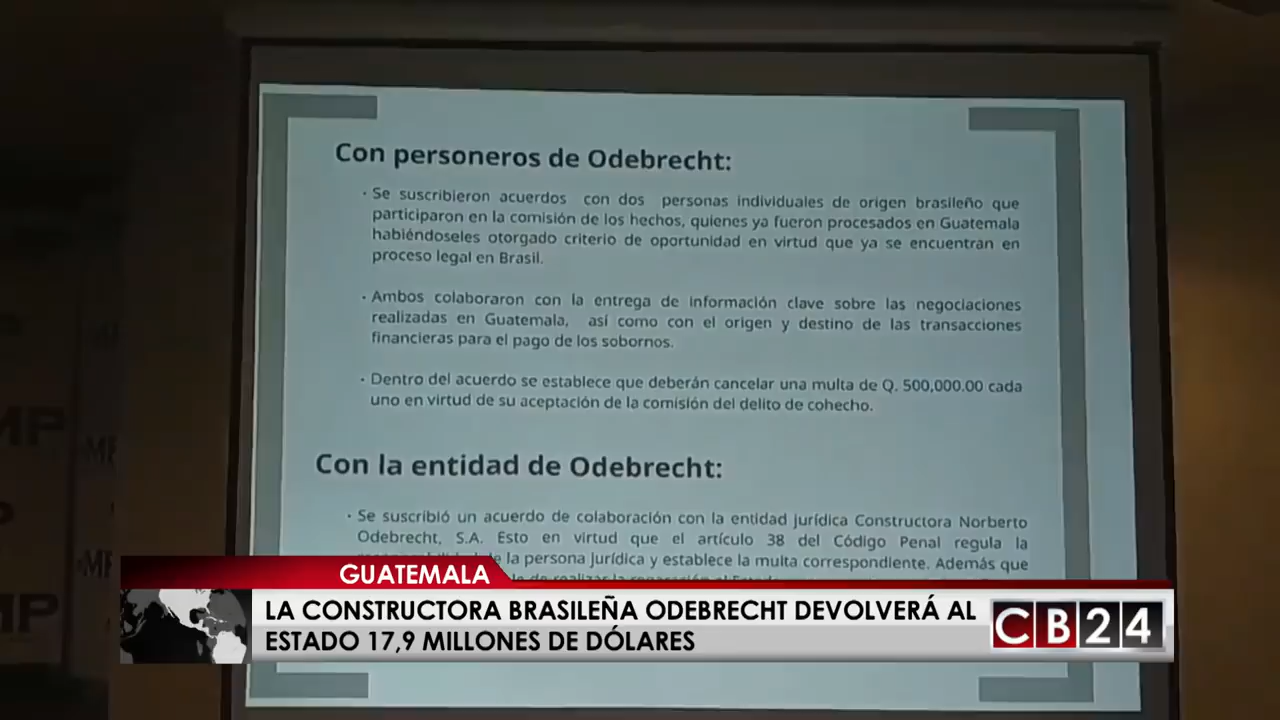 Con personeros de Odebrecht:
· Se suscribieron acuerdos con dos personas individuales de origen brasileño que
participaron en la comisión de los hechos, quienes ya fueron procesados en Guatemala
habiéndoseles otorgado criterio de oportunidad en virtud que ya se encuentran en
proceso legal en Brasil.
· Ambos colaboraron con la entrega de información clave sobre las negociaciones
realizadas en Guatemala, así como con el origen y destino de las transacciones
financieras para el pago de los sobornos.
· Dentro del acuerdo se establece que deberán cancelar una multa de Q. 500,000.00 cada
uno en virtud de su aceptación de la comisión del delito de cohecho.
Con la entidad de Odebrecht:
· Se suscribió un acuerdo de colaboración con la entidad jurídica Constructora Norberto
Odebrecht, S.A. Esto en virtud que el artículo 38 del Código Penal regula la
la persona jurídica y establece la multa correspondiente. Además que
MP
MP
GUATEMALA
LA CONSTRUCTORA BRASILEÑA ODEBRECHT DEVOLVERÁ AL
ESTADO 17,9 MILLONES DE DÓLARES
CB24